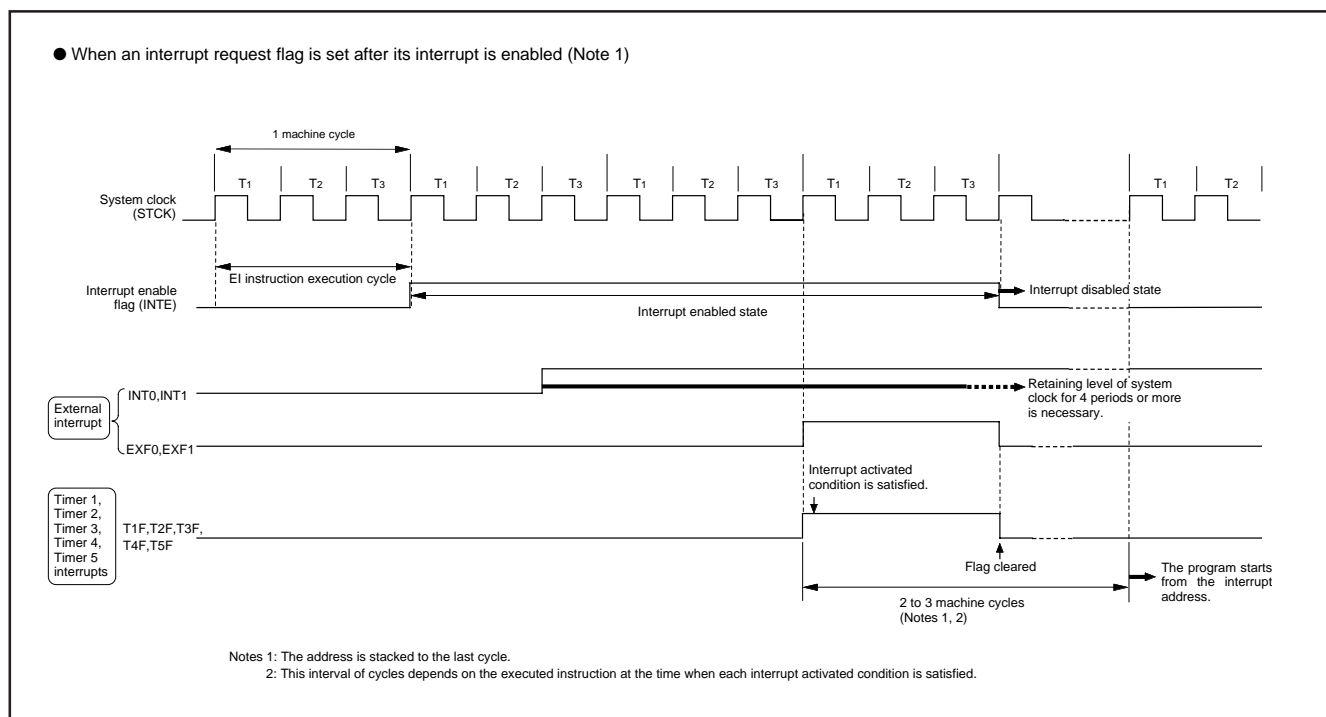 ● When an interrupt request flag is set after its interrupt is enabled (Note 1)
1 machine cycle
T1 T2 T3 T1 T2 T3 T1 T2 T3 T1 T2 T3 T1 T2
System clock
(STCK)
EI instruction execution cycle
Interrupt enable
flag (INTE)
Interrupt enabled state
Interrupt disabled state
External
interrupt
INT0,INT1
Retaining level of system
clock for 4 periods or more
is necessary.
EXF0,EXF1
Interrupt activated
condition is satisfied.
Timer 1,
Timer 2,
Timer 3,
Timer 4,
Timer 5
interrupts
T1F,T2F,T3F,
T4F,T5F
Flag cleared
2 to 3 machine cycles
(Notes 1, 2)
The program starts
from the interrupt
address.
Notes 1: The address is stacked to the last cycle.
2: This interval of cycles depends on the executed instruction at the time when each interrupt activated condition is satisfied.